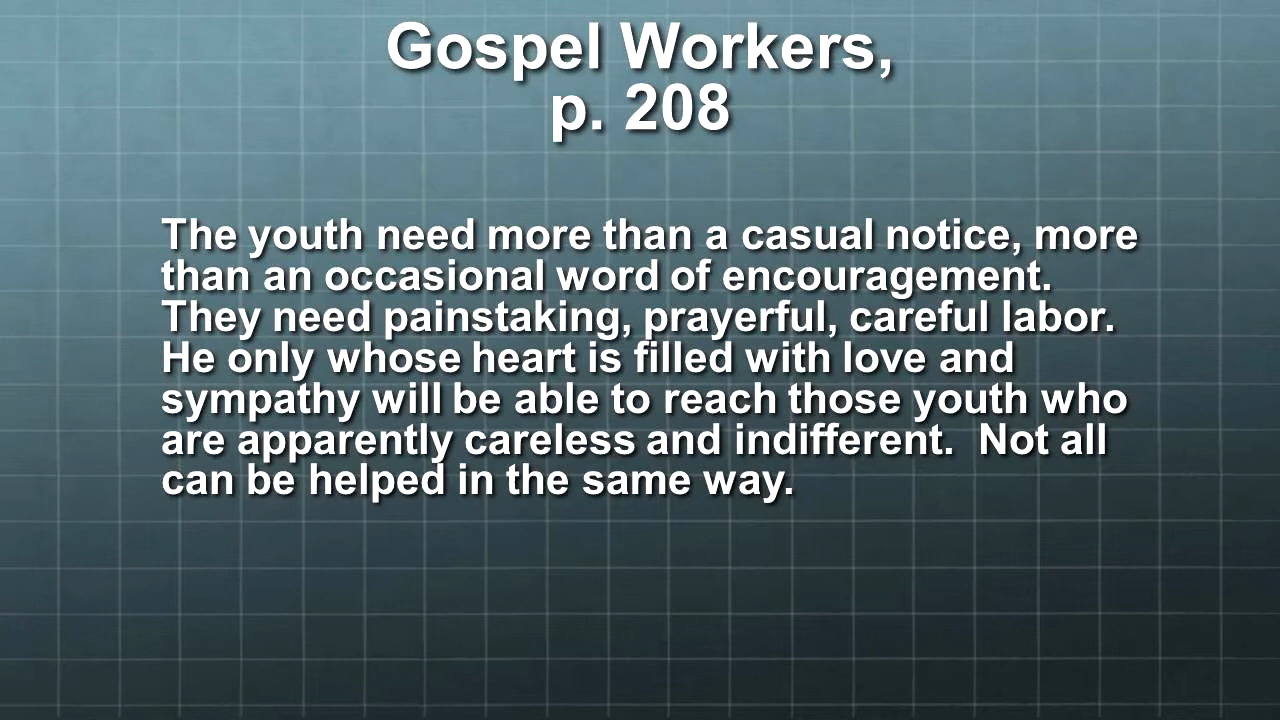 Gospel Workers,
p. 208
The youth need more than a casual notice, more
than an occasional word of encouragement.
They need painstaking, prayerful, careful labor.
He only whose heart is filled with love and
sympathy will be able to reach those youth who
are apparently careless and indifferent.  Not all
can be helped in the same way.